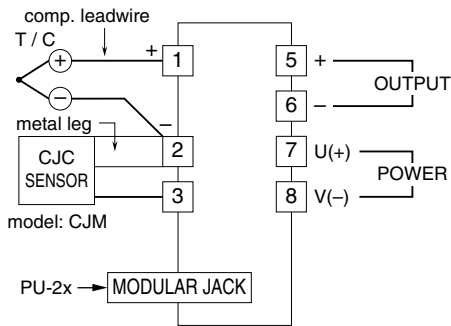 comp. leadwire
T / C
+
+
1
5
+
OUTPUT
−
−
6
−
metal leg
2
7
U(+)
POWER
CJC
SENSOR
3
8
V(−)
model: CJM
PU-2x
MODULAR JACK